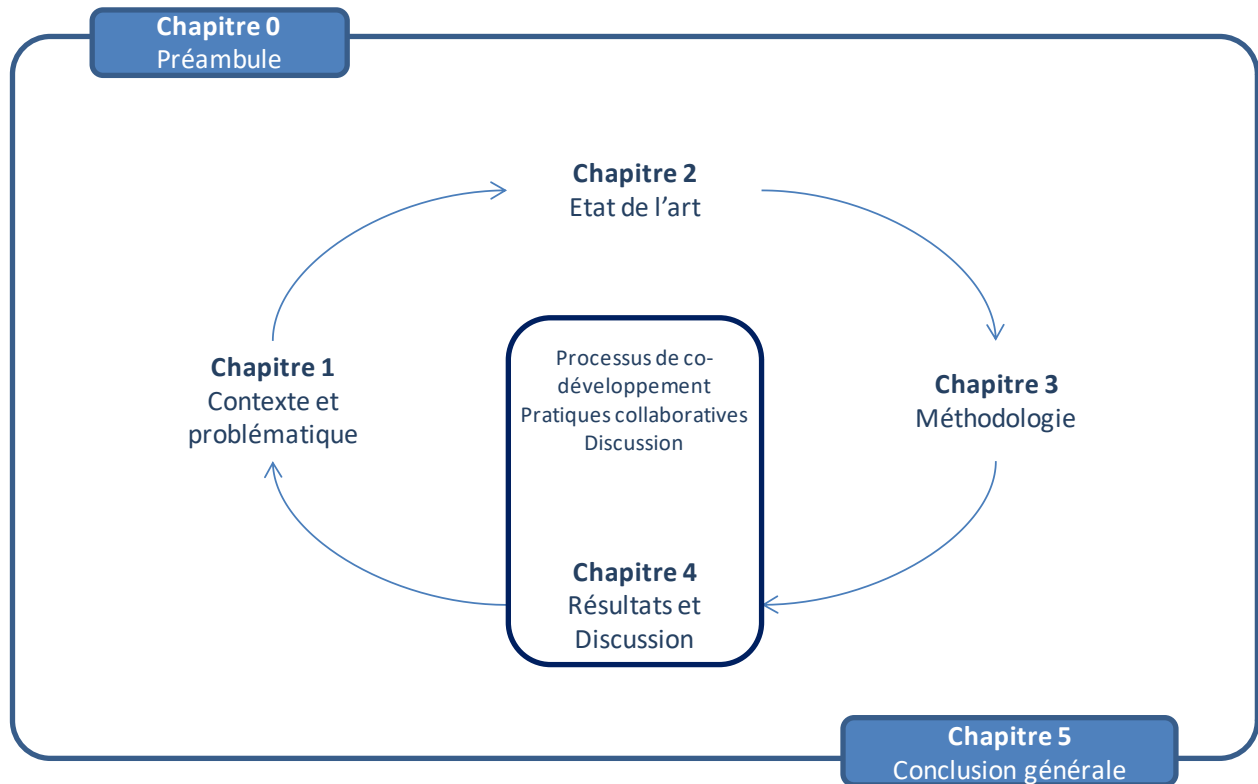 Chapitre 0
Préambule
Chapitre 2
Etat de l’art
Chapitre 1
Contexte et
problématique
Processus de co-
développement
Pratiques collaboratives
Discussion
Chapitre 3
Méthodologie
Chapitre 4
Résultats et
Discussion
Chapitre 5
Conclusion générale